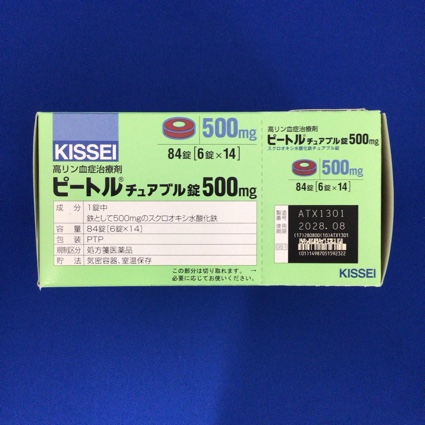 KISSEI
500mg
84錠[6錠×14]
高リン血症治療剤
ピートル®チュアブル錠500mg
成分 1錠中
鉄として500mgのスクロオキシ水酸化鉄
容量 84錠[6錠×14]
包装 PTP
規制区分 処方箋医薬品
貯法 気密容器、室温保存
この部分は切り取れます。→
必要に応じてお使いください。
高リン血症治療剤
ピートルチュアブル錠500mg
スクロオキシ水酸化鉄チュアブル錠
500mg
84錠[6錠×14]
製造番号 ATX1301
使用期限 2028.08
(17)280800(10)ATX1301
(01)14987051592322
KISSEI